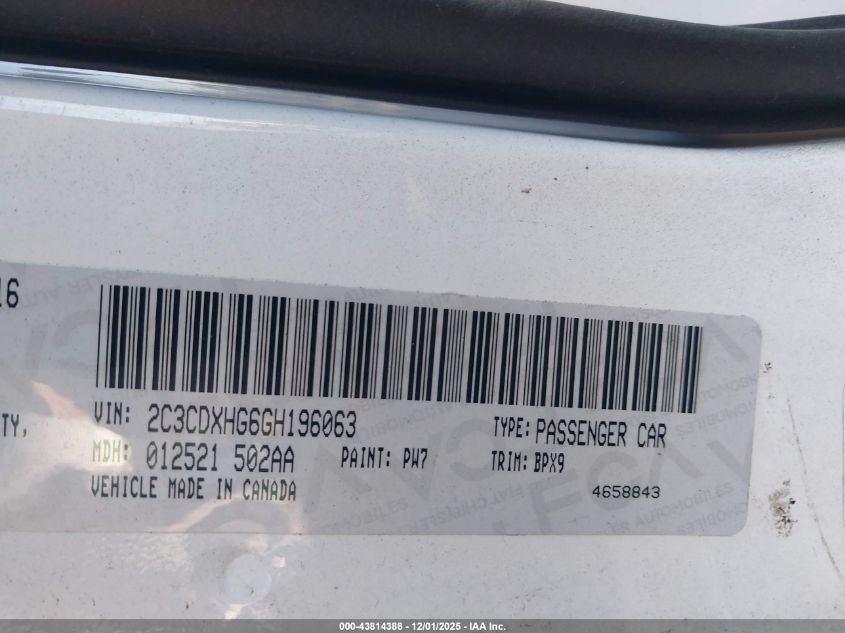 16
TY,
VIN: 2C3CDXHG6GH196063
TYPE: PASSENGER CAR
MDH: 012521 502AA
PAINT: PW7
TRIM: BPX9
VEHICLE MADE IN CANADA
4658843
000-43814388 - 12/01/2025 - IAA Inc.